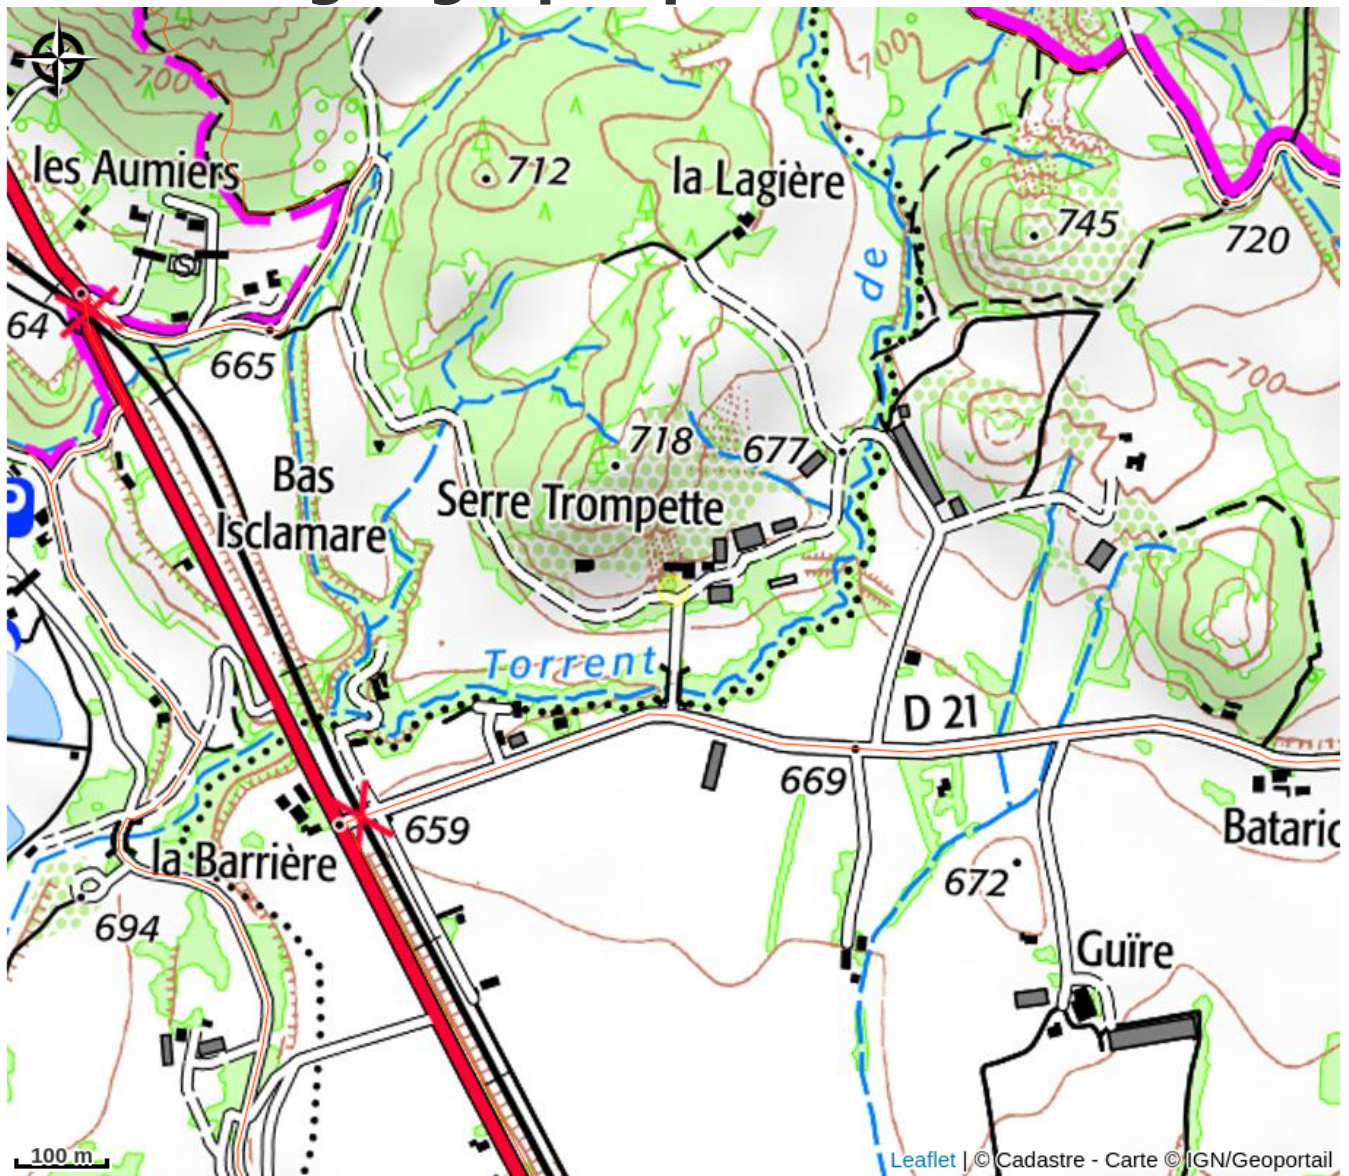 700
700
les Aumiers
712
la Lagière
745
720
de
S
64
665
700
718
677
Bas
Isclamare
Serre Trompette
P
Torrent
D 21
669
659
Bataric
la Barrière
672
694
Guïre
100 m
Leaflet | © Cadastre - Carte © IGN/Geoportail